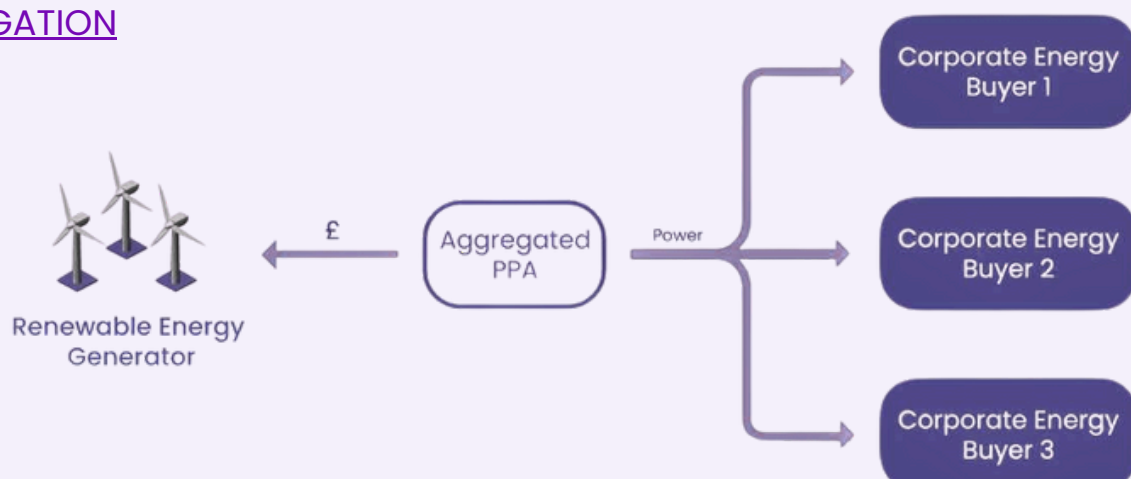 GATION
Corporate Energy
Buyer 1
£
Aggregated
PPA
Power
Corporate Energy
Buyer 2
Renewable Energy
Generator
Corporate Energy
Buyer 3